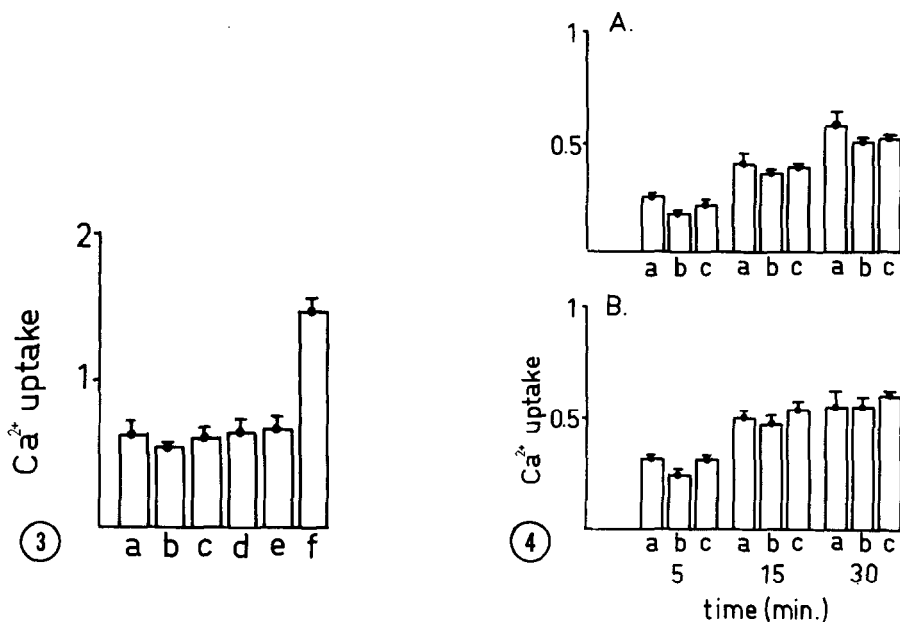 2
1
Ca²⁺ uptake
a b c d e f
3
A.
1
0.5
a b c a b c a b c
B.
1
0.5
Ca²⁺ uptake
a b c a b c a b c
5 15 30
time (min.)
4